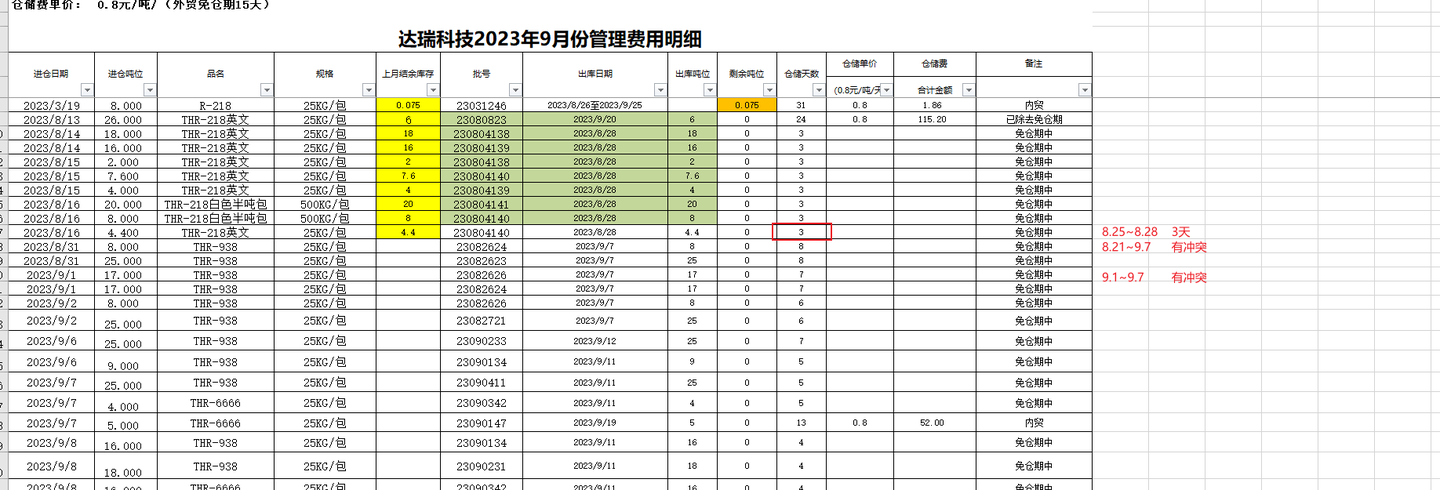 仓储费单价： 0.8元/吨/（外贸免仓期15天）
达瑞科技2023年9月份管理费用明细
进仓日期 进仓吨位 品名 规格 上月结余库存 批号 出库日期 出库吨位 剩余吨位 仓储天数 仓储单价 仓储费 备注
(0.8元/吨/天 合计金额
2023/3/19 8.000 R-218 25KG/包 0.075 23031246 2023/8/26至2023/9/25 0.075 31 0.8 1.86 内贸
2023/8/13 26.000 THR-218英文 25KG/包 6 23080823 2023/9/20 6 0 24 0.8 115.20 已除去免仓期
2023/8/14 18.000 THR-218英文 25KG/包 18 230804138 2023/8/28 18 0 3 免仓期中
2023/8/14 16.000 THR-218英文 25KG/包 16 230804139 2023/8/28 16 0 3 免仓期中
2023/8/15 2.000 THR-218英文 25KG/包 2 230804138 2023/8/28 2 0 3 免仓期中
2023/8/15 7.600 THR-218英文 25KG/包 7.6 230804140 2023/8/28 7.6 0 3 免仓期中
2023/8/15 4.000 THR-218英文 25KG/包 4 230804139 2023/8/28 4 0 3 免仓期中
2023/8/16 20.000 THR-218白色半吨包 500KG/包 20 230804141 2023/8/28 20 0 3 免仓期中
2023/8/16 8.000 THR-218白色半吨包 500KG/包 8 230804140 2023/8/28 8 0 3 免仓期中
2023/8/16 4.400 THR-218英文 25KG/包 4.4 230804140 2023/8/28 4.4 0 3 免仓期中 8.25~8.28 3天
2023/8/31 8.000 THR-938 25KG/包 23082624 2023/9/7 8 0 8 免仓期中 8.21~9.7 有冲突
2023/8/31 25.000 THR-938 25KG/包 23082623 2023/9/7 25 0 8 免仓期中
2023/9/1 17.000 THR-938 25KG/包 23082626 2023/9/7 17 0 7 免仓期中 9.1~9.7 有冲突
2023/9/1 17.000 THR-938 25KG/包 23082624 2023/9/7 17 0 7 免仓期中
2023/9/2 8.000 THR-938 25KG/包 23082626 2023/9/7 8 0 6 免仓期中
2023/9/2 25.000 THR-938 25KG/包 23082721 2023/9/7 25 0 6 免仓期中
2023/9/6 25.000 THR-938 25KG/包 23090233 2023/9/12 25 0 7 免仓期中
2023/9/6 9.000 THR-938 25KG/包 23090134 2023/9/11 9 0 5 免仓期中
2023/9/7 25.000 THR-938 25KG/包 23090411 2023/9/11 25 0 5 免仓期中
2023/9/7 4.000 THR-6666 25KG/包 23090342 2023/9/11 4 0 5 免仓期中
2023/9/7 5.000 THR-6666 25KG/包 23090147 2023/9/19 5 0 13 0.8 52.00 内贸
2023/9/8 16.000 THR-938 25KG/包 23090134 2023/9/11 16 0 4 免仓期中
2023/9/8 18.000 THR-938 25KG/包 23090231 2023/9/11 18 0 4 免仓期中
2023/9/8 16.000 THR-6666 25KG/包 23090342 2023/9/11 16 0 4 免仓期中